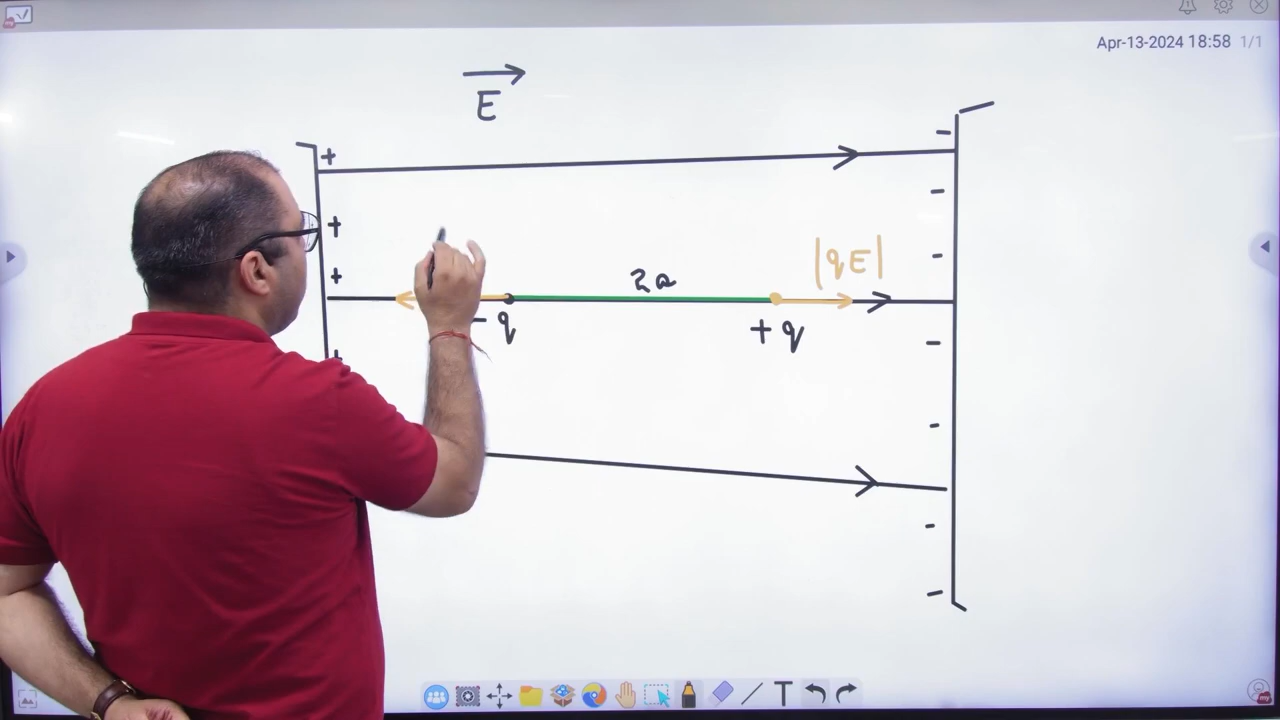 Apr-13-2024 18:58 1/1
E
+ -
-
+
+ - |qE|
2a
- q + q
+
-
-
-
-
T